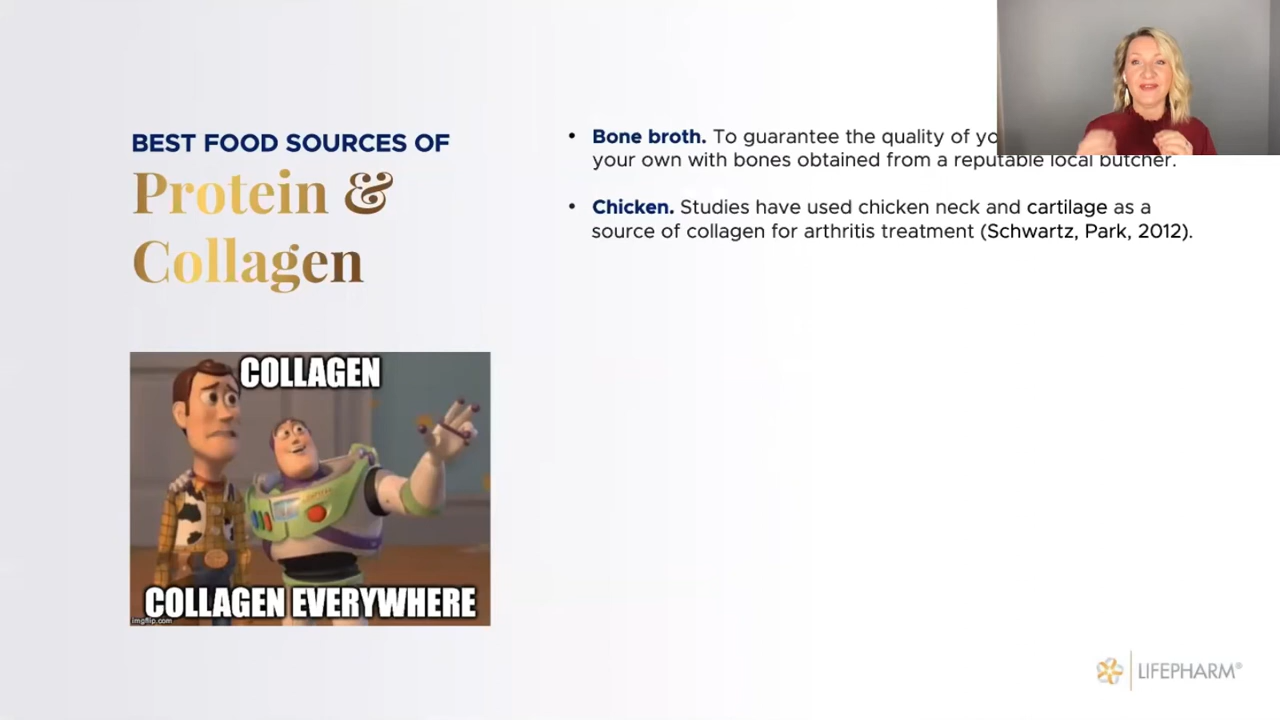 BEST FOOD SOURCES OF
Protein &
Collagen
• Bone broth. To guarantee the quality of
your own with bones obtained from a reputable local butcher.
• Chicken. Studies have used chicken neck and cartilage as a
source of collagen for arthritis treatment (Schwartz, Park, 2012).
COLLAGEN
COLLAGEN EVERYWHERE
imgflip.com
LIFEPHARM®